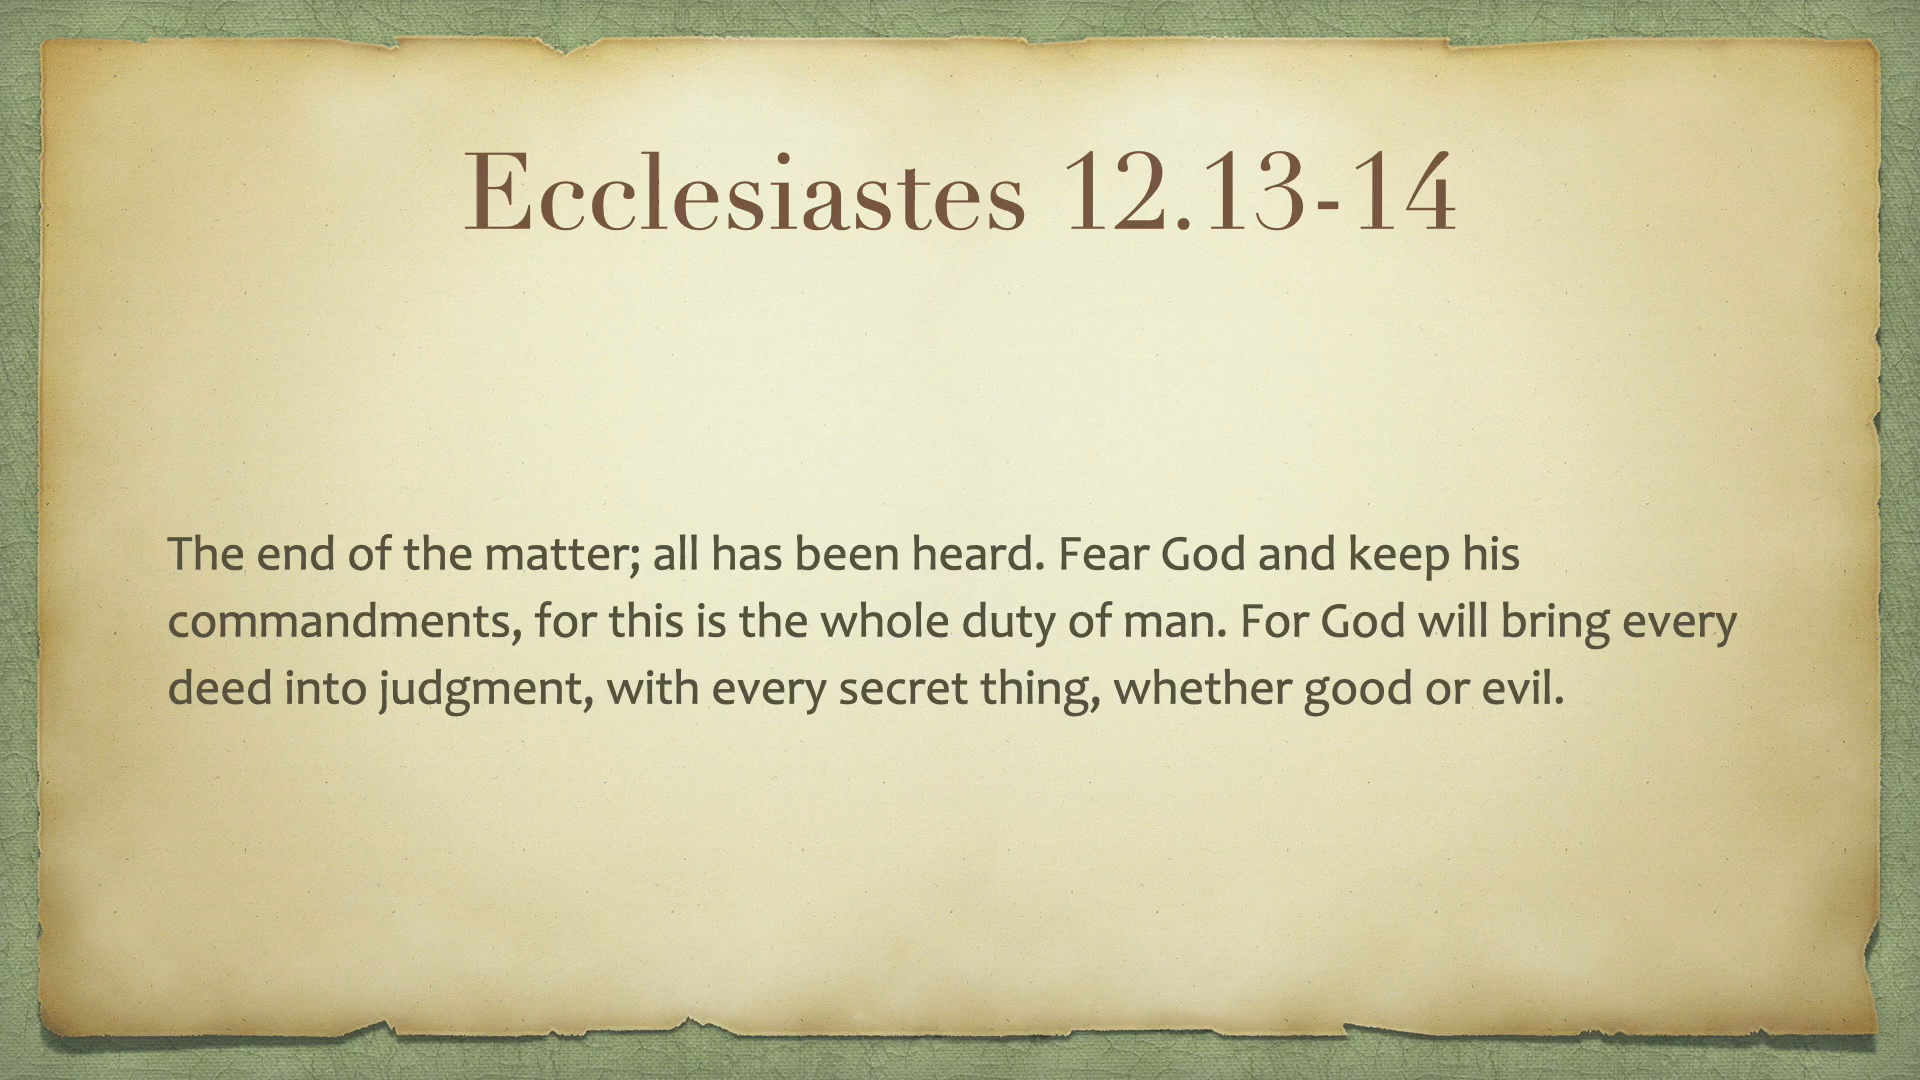 Ecclesiastes 12.13-14
The end of the matter; all has been heard. Fear God and keep his
commandments, for this is the whole duty of man. For God will bring every
deed into judgment, with every secret thing, whether good or evil.